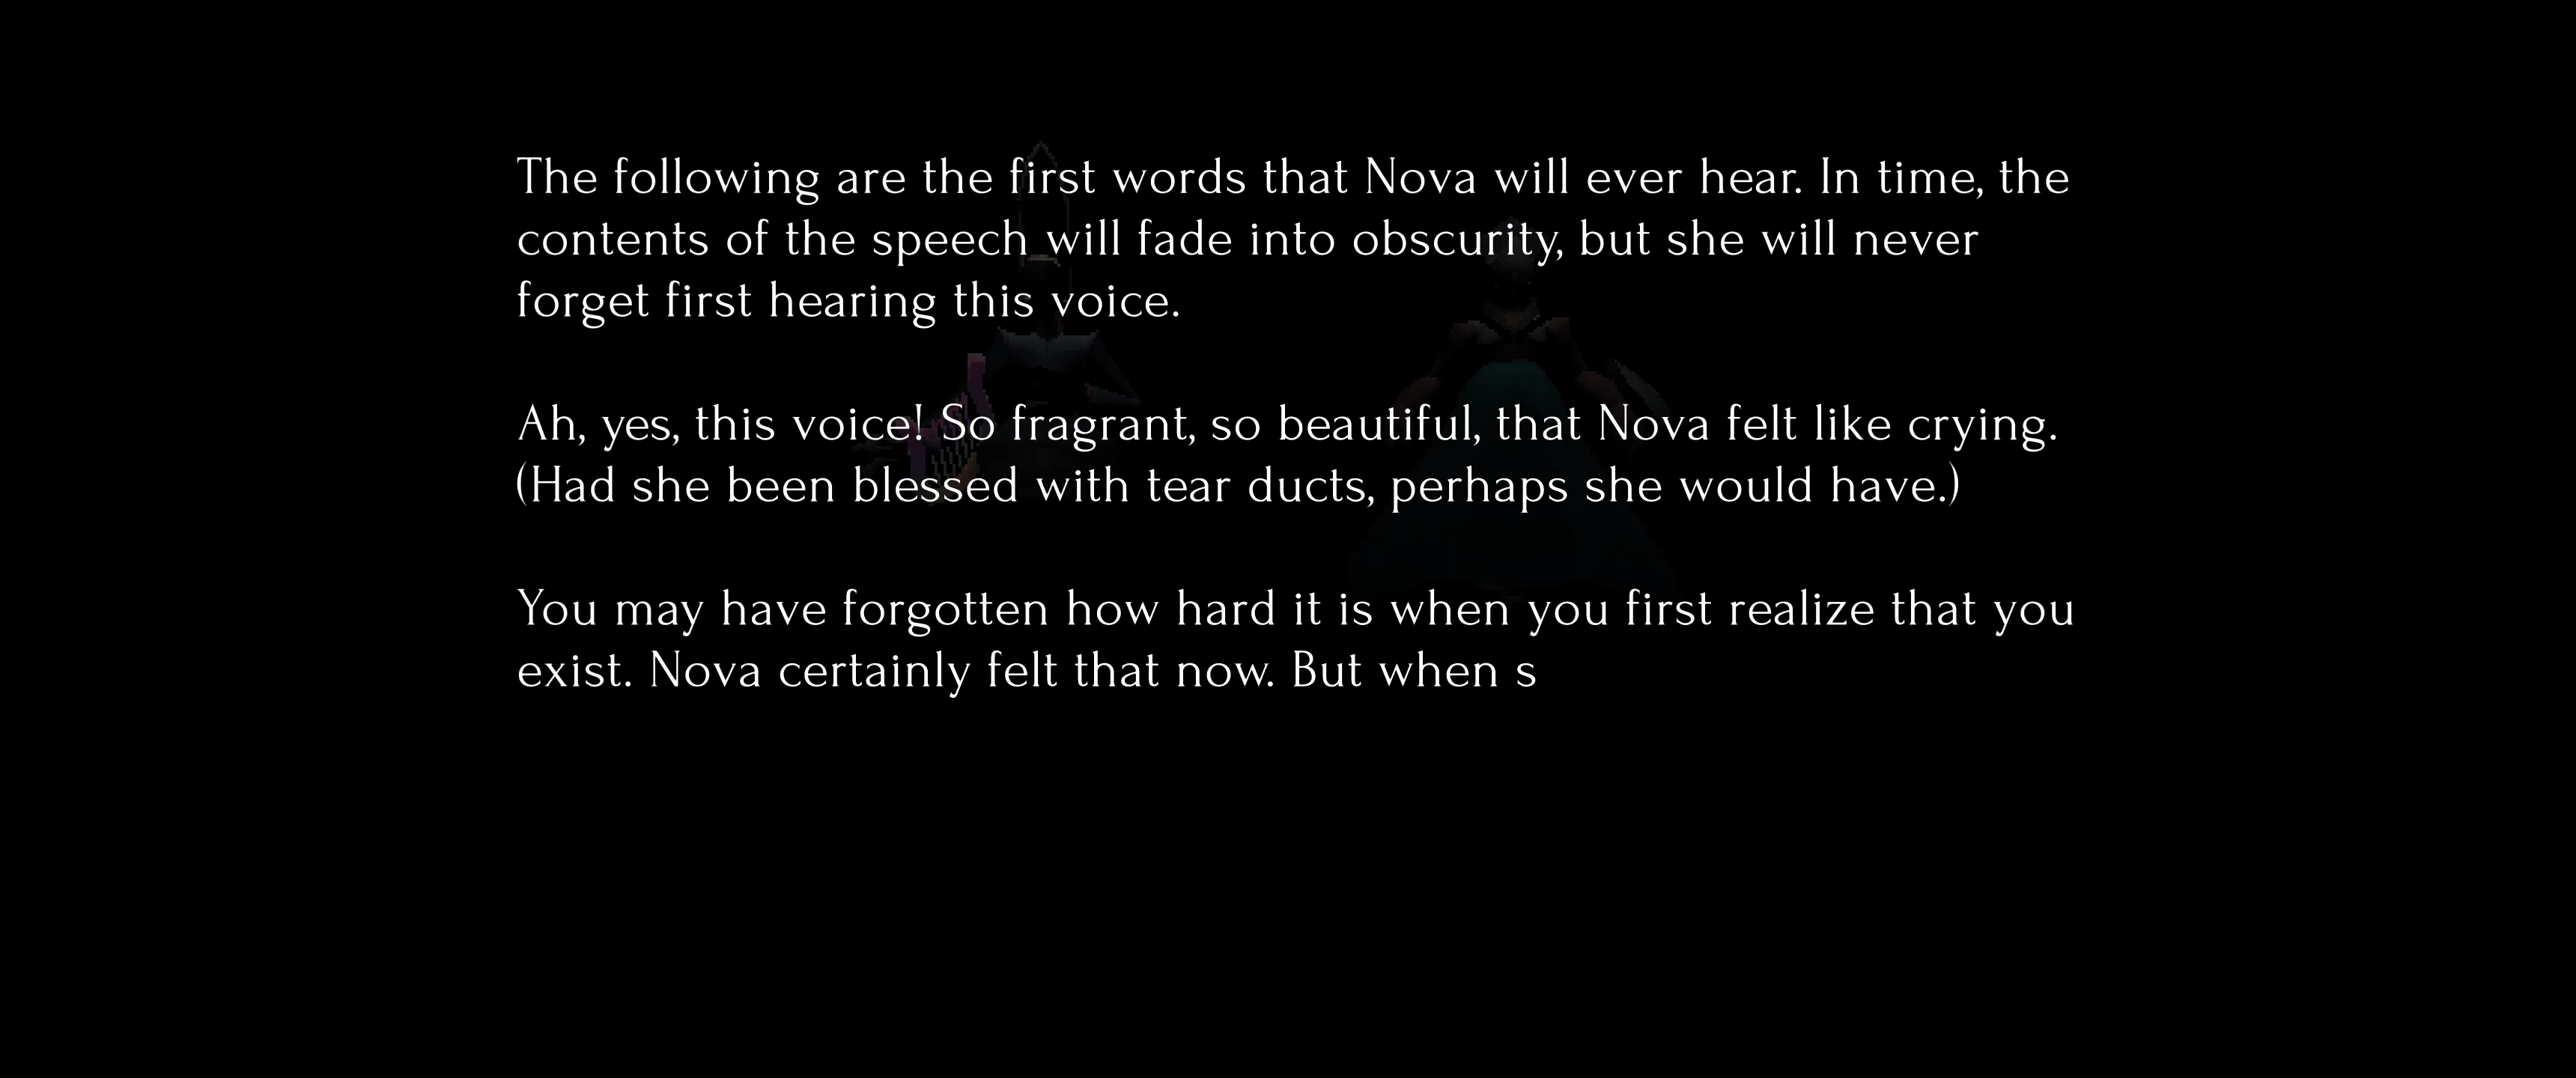 The following are the first words that Nova will ever hear. In time, the
contents of the speech will fade into obscurity, but she will never
forget first hearing this voice.
Ah, yes, this voice! So fragrant, so beautiful, that Nova felt like crying.
(Had she been blessed with tear ducts, perhaps she would have.)
You may have forgotten how hard it is when you first realize that you
exist. Nova certainly felt that now. But when s